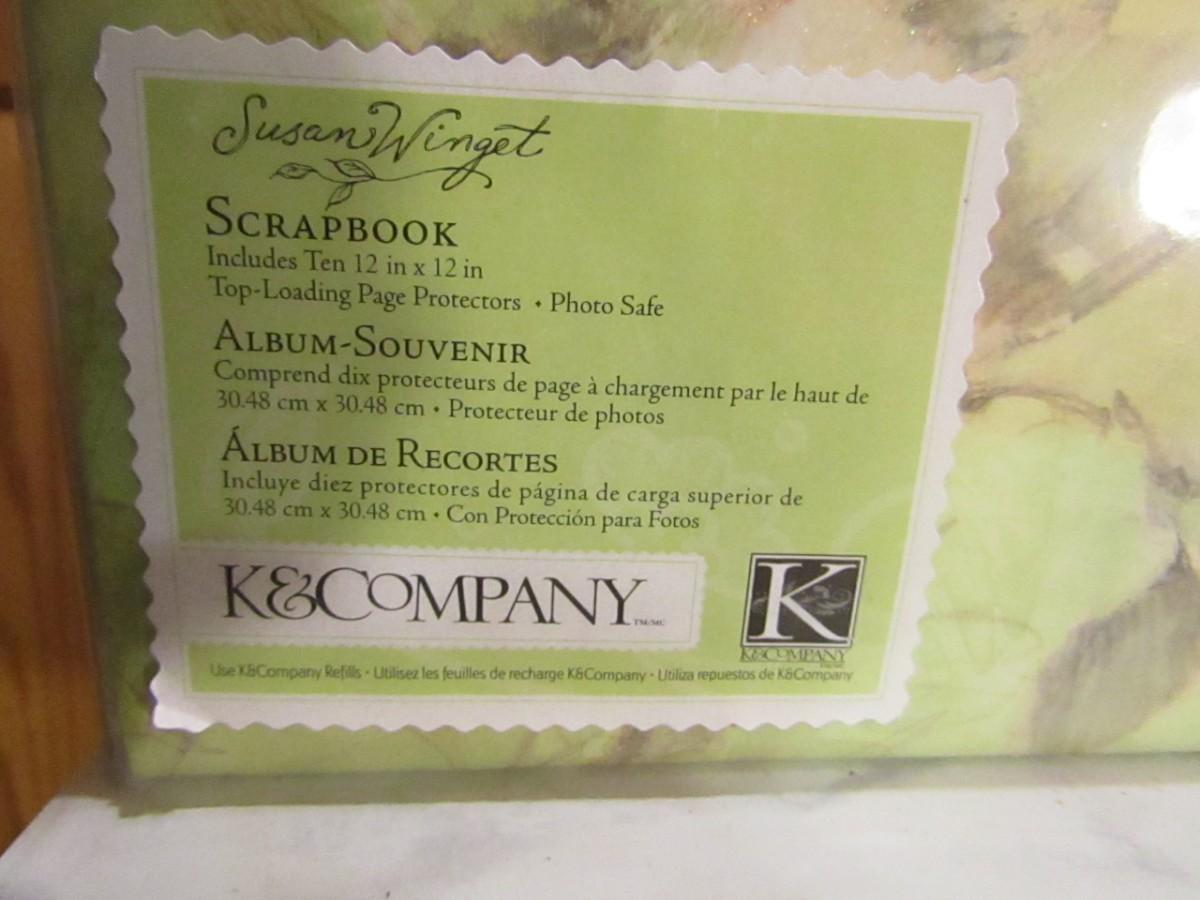 Susan Winget
SCRAPBOOK
Includes Ten 12 in x 12 in
Top-Loading Page Protectors • Photo Safe
ALBUM-SOUVENIR
Comprend dix protecteurs de page à chargement par le haut de
30.48 cm x 30.48 cm • Protecteur de photos
ÁLBUM DE RECORTES
Incluye diez protectores de página de carga superior de
30.48 cm x 30.48 cm • Con Protección para Fotos
K&COMPANY TM/MC
K
K&COMPANY
Use K&Company Refills • Utilisez les feuilles de recharge K&Company • Utiliza repuestos de K&Company